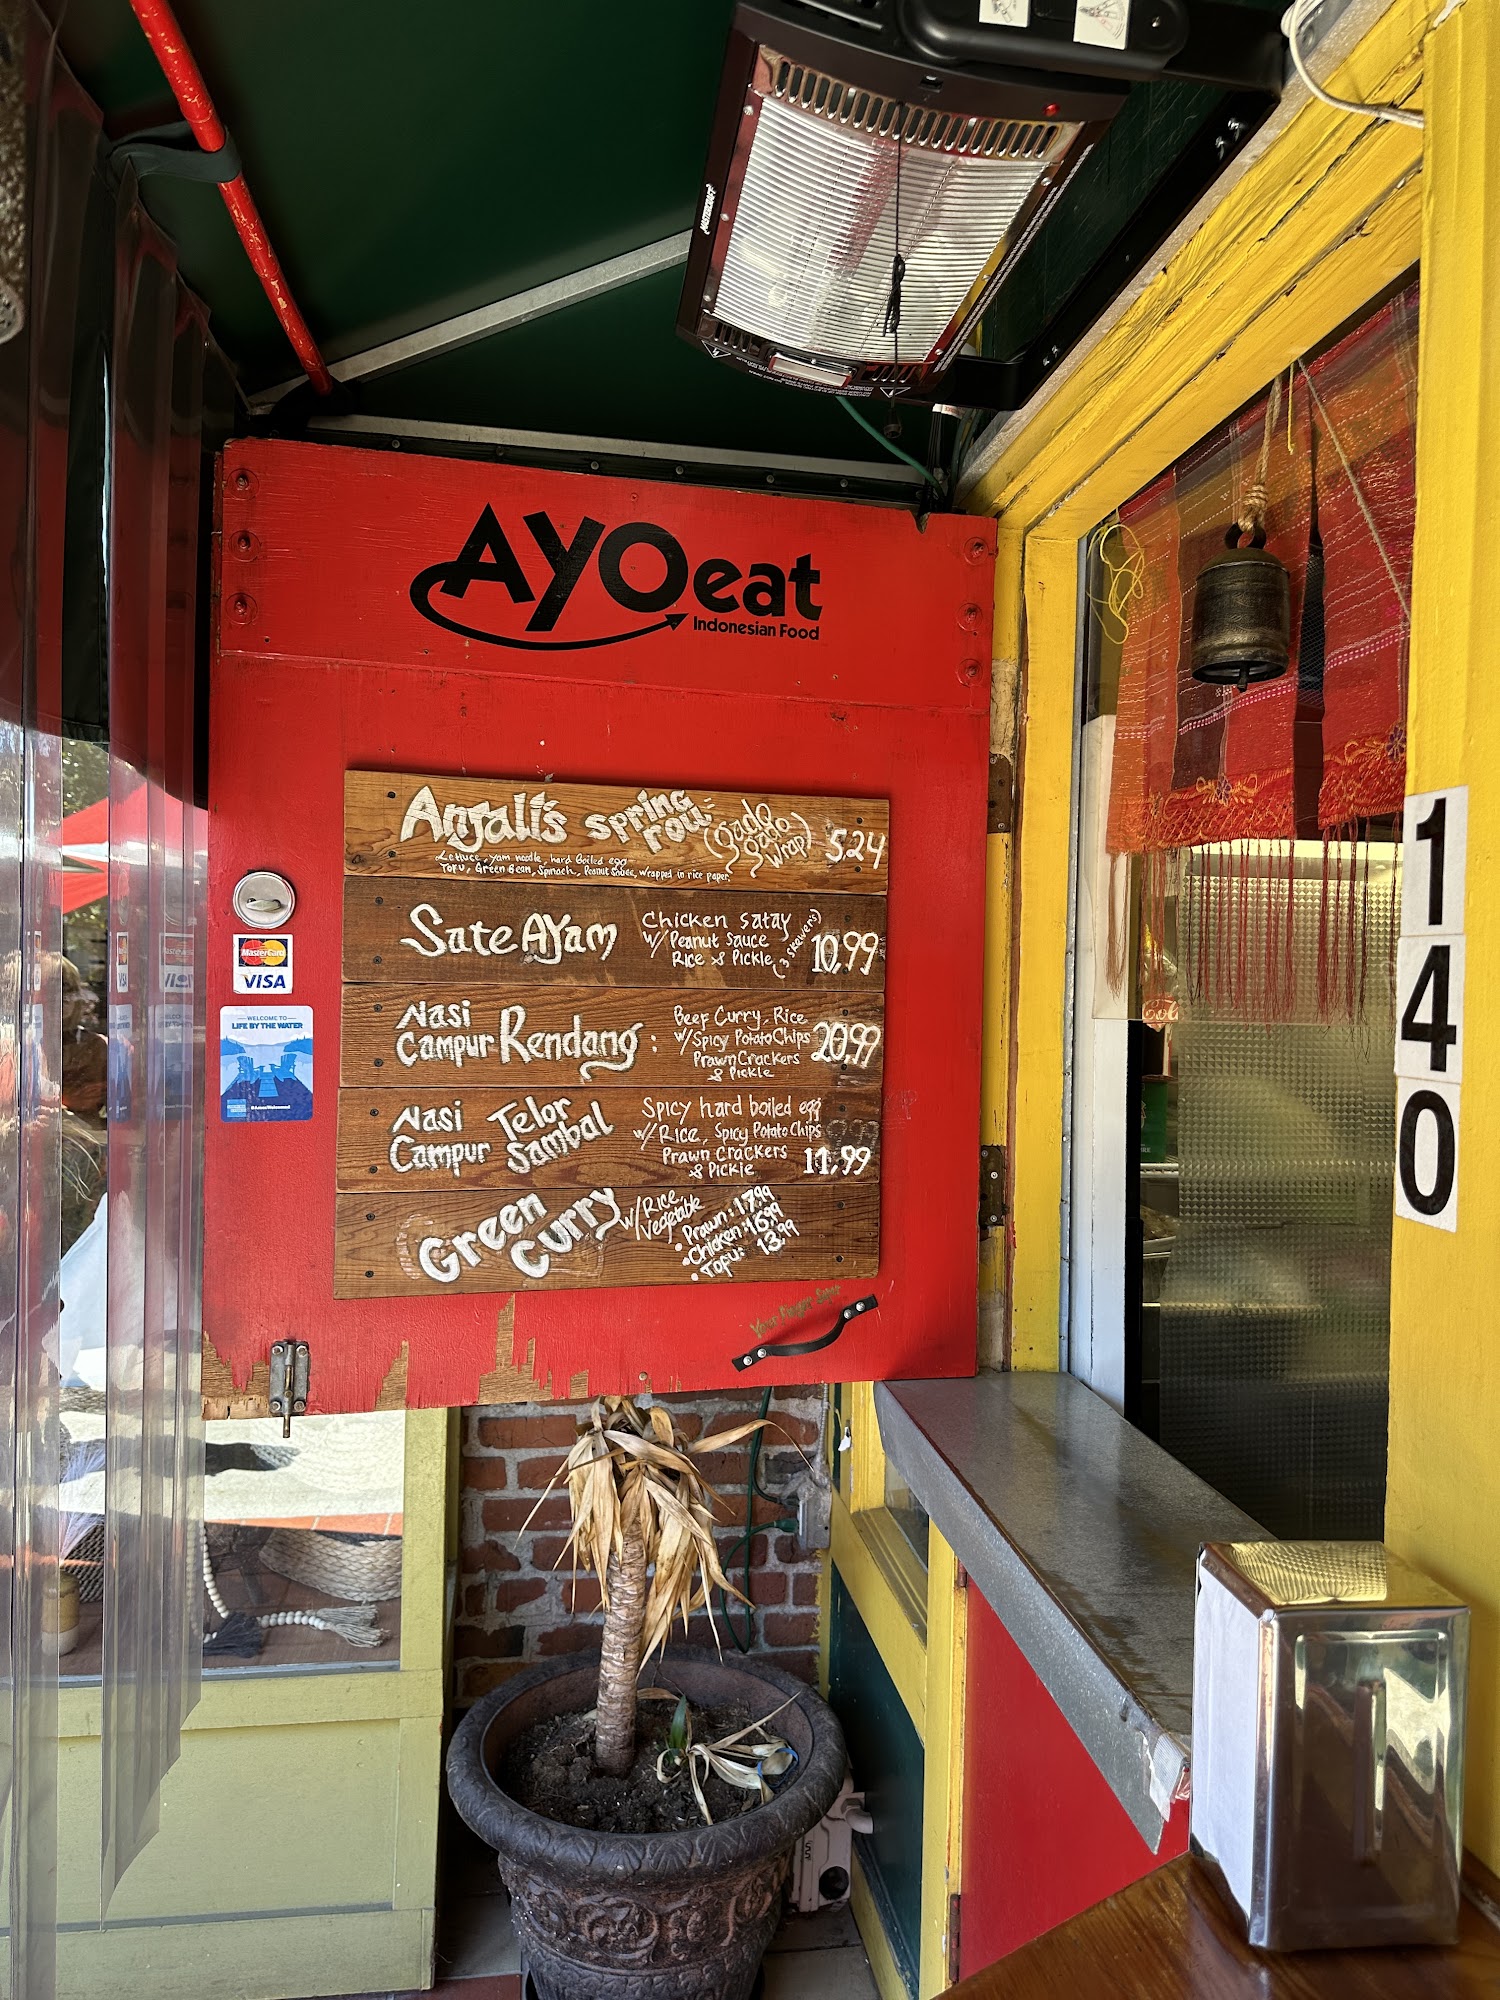 MASTERKRAFT
AYOeat
Indonesian Food
Anjali's spring roll
(gado gado wrap)
5.24
Lettuce, yam noodle, hard boiled egg
Tofu, Green Bean, Spinach, Peanut Sauce, wrapped in rice paper.
Sate Ayam
Chicken satay
w/ Peanut sauce
Rice & Pickle
(3 skewers)
10,99
Nasi
Campur Rendang:
Beef Curry, Rice
w/ Spicy Potato Chips
Prawn Crackers
& Pickle
20,99
Nasi
Campur
Telor
Sambal
Spicy hard boiled egg
w/ Rice, Spicy Potato Chips
Prawn Crackers
& Pickle
11,99
Green
Curry
w/ Rice,
Vegetable
• Prawn: 17.99
• Chicken: 16.99
• Tofu: 13.99
MasterCard
VISA
WELCOME TO
LIFE BY THE WATER
140